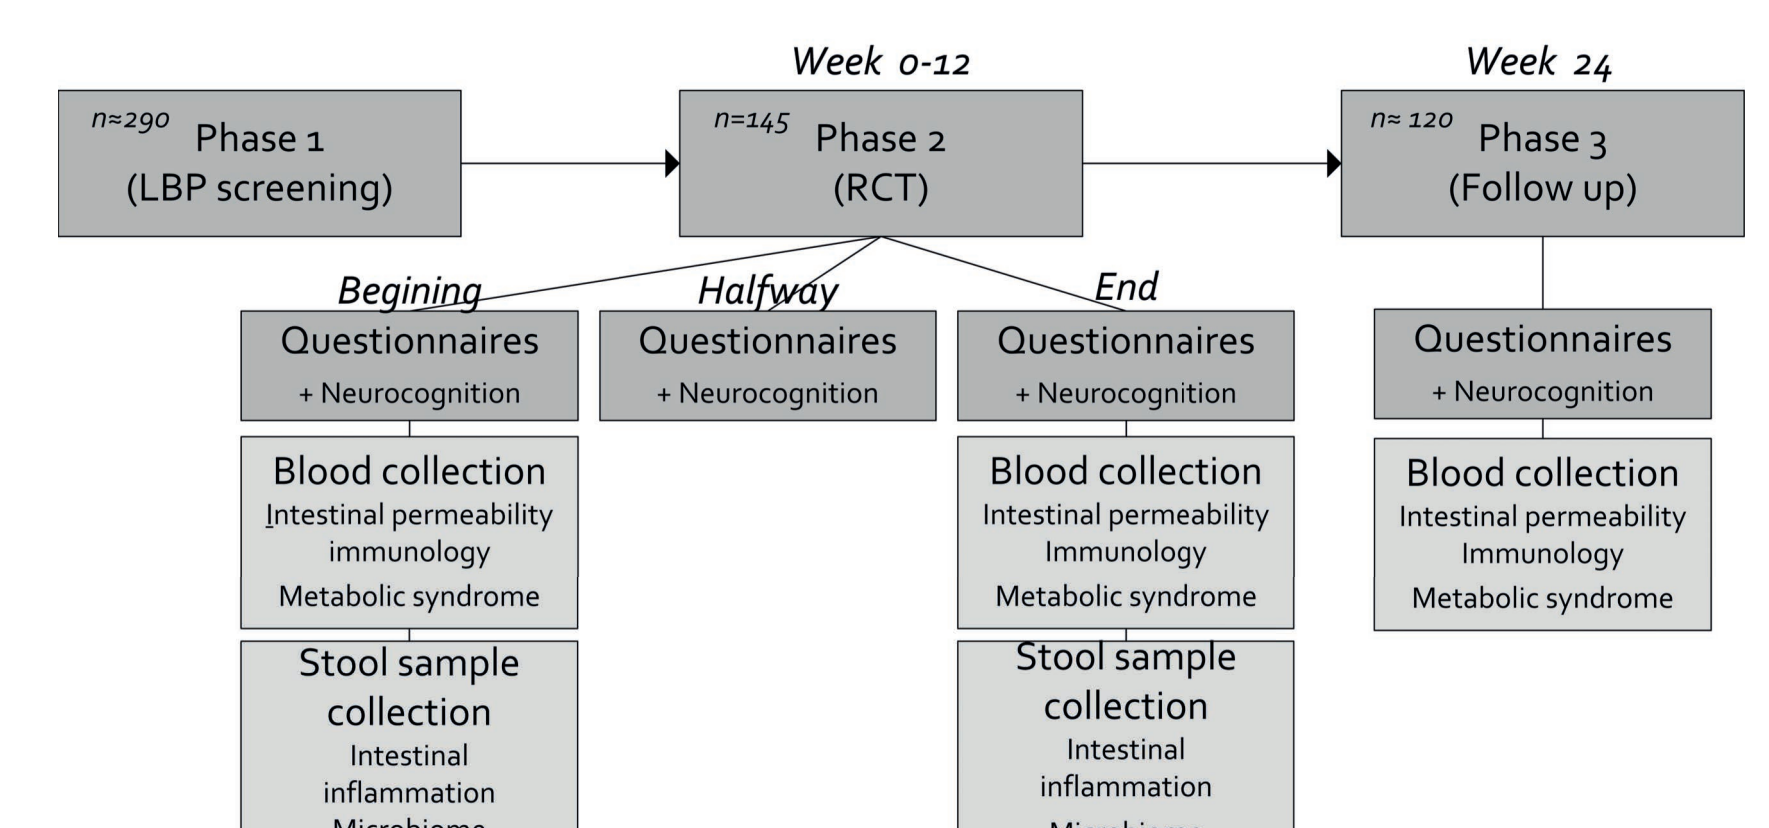 Week 0-12
Week 24
n≈290
Phase 1
(LBP screening)
n=145
Phase 2
(RCT)
n≈ 120
Phase 3
(Follow up)
Begining
Questionnaires
+ Neurocognition
Blood collection
Intestinal permeability
immunology
Metabolic syndrome
Stool sample
collection
Intestinal
inflammation
Microbiome
Halfway
Questionnaires
+ Neurocognition
End
Questionnaires
+ Neurocognition
Blood collection
Intestinal permeability
Immunology
Metabolic syndrome
Stool sample
collection
Intestinal
inflammation
Microbiome
Questionnaires
+ Neurocognition
Blood collection
Intestinal permeability
Immunology
Metabolic syndrome